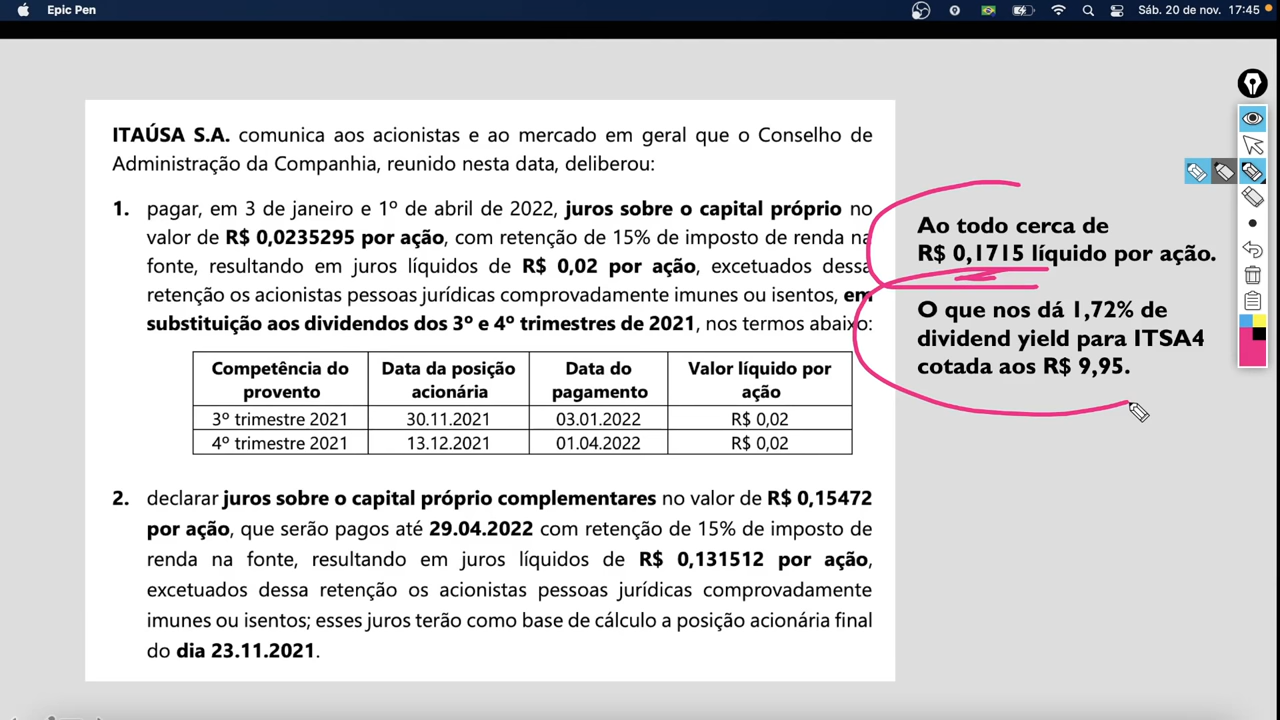 Epic Pen
Sáb. 20 de nov. 17:45
ITAÚSA S.A. comunica aos acionistas e ao mercado em geral que o Conselho de
Administração da Companhia, reunido nesta data, deliberou:
1. pagar, em 3 de janeiro e 1º de abril de 2022, juros sobre o capital próprio no
valor de R$ 0,0235295 por ação, com retenção de 15% de imposto de renda na
fonte, resultando em juros líquidos de R$ 0,02 por ação, excetuados dessa
retenção os acionistas pessoas jurídicas comprovadamente imunes ou isentos, em
substituição aos dividendos dos 3º e 4º trimestres de 2021, nos termos abaixo:
Competência do provento Data da posição acionária Data do pagamento Valor líquido por ação
3º trimestre 2021 30.11.2021 03.01.2022 R$ 0,02
4º trimestre 2021 13.12.2021 01.04.2022 R$ 0,02
2. declarar juros sobre o capital próprio complementares no valor de R$ 0,15472
por ação, que serão pagos até 29.04.2022 com retenção de 15% de imposto de
renda na fonte, resultando em juros líquidos de R$ 0,131512 por ação,
excetuados dessa retenção os acionistas pessoas jurídicas comprovadamente
imunes ou isentos; esses juros terão como base de cálculo a posição acionária final
do dia 23.11.2021.
Ao todo cerca de
R$ 0,1715 líquido por ação.
O que nos dá 1,72% de
dividend yield para ITSA4
cotada aos R$ 9,95.